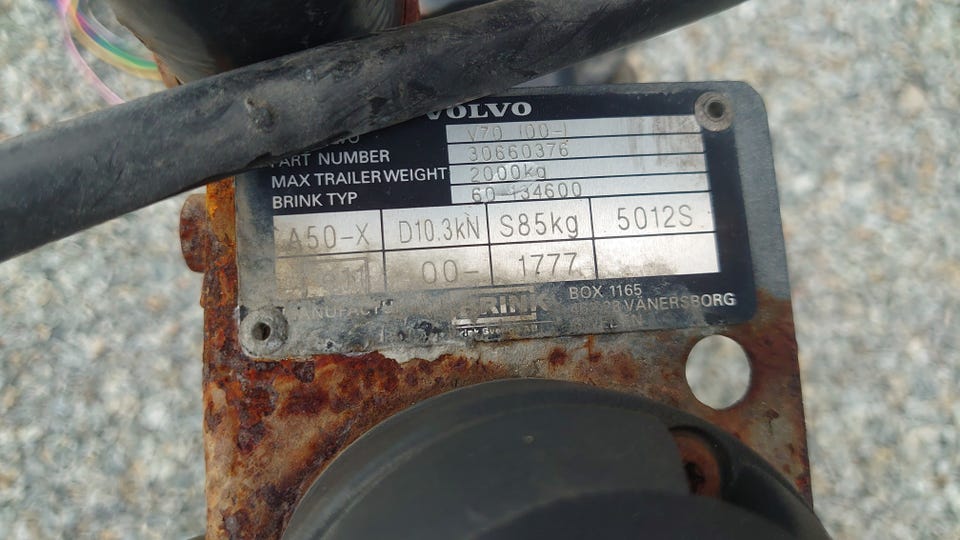 VOLVO
V70 (00-)
PART NUMBER 30660376
MAX TRAILER WEIGHT 2000kg
BRINK TYP 60-134600
A50-X D10.3kN S85kg 5012S
00- 1777
BRINK BOX 1165
VÄNERSBORG